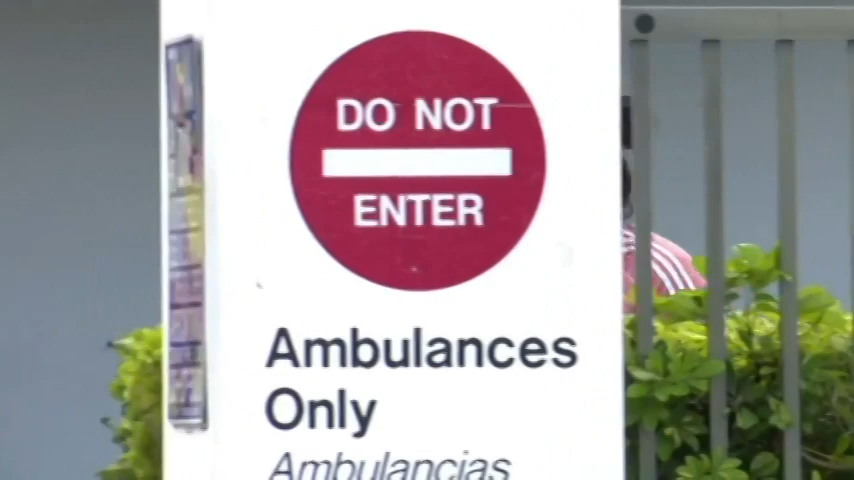 DO NOT
ENTER
Ambulances
Only
Ambulancias